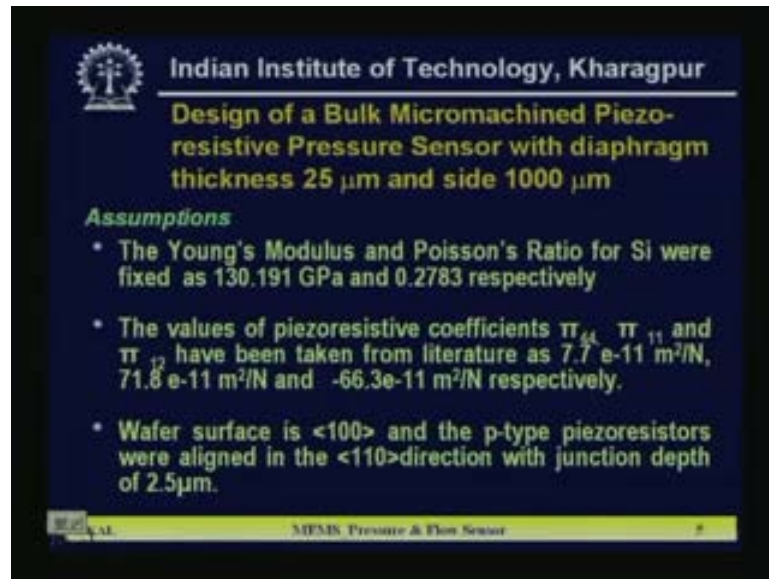 Indian Institute of Technology, Kharagpur
Design of a Bulk Micromachined Piezo-
resistive Pressure Sensor with diaphragm
thickness 25 µm and side 1000 µm
Assumptions
• The Young's Modulus and Poisson's Ratio for Si were
fixed as 130.191 GPa and 0.2783 respectively
• The values of piezoresistive coefficients π44, π 11 and
π 12 have been taken from literature as 7.7 e-11 m²/N,
71.8 e-11 m²/N and -66.3e-11 m²/N respectively.
• Wafer surface is <100> and the p-type piezoresistors
were aligned in the <110>direction with junction depth
of 2.5µm.
KAL MEMS Pressure & Flow Sensor